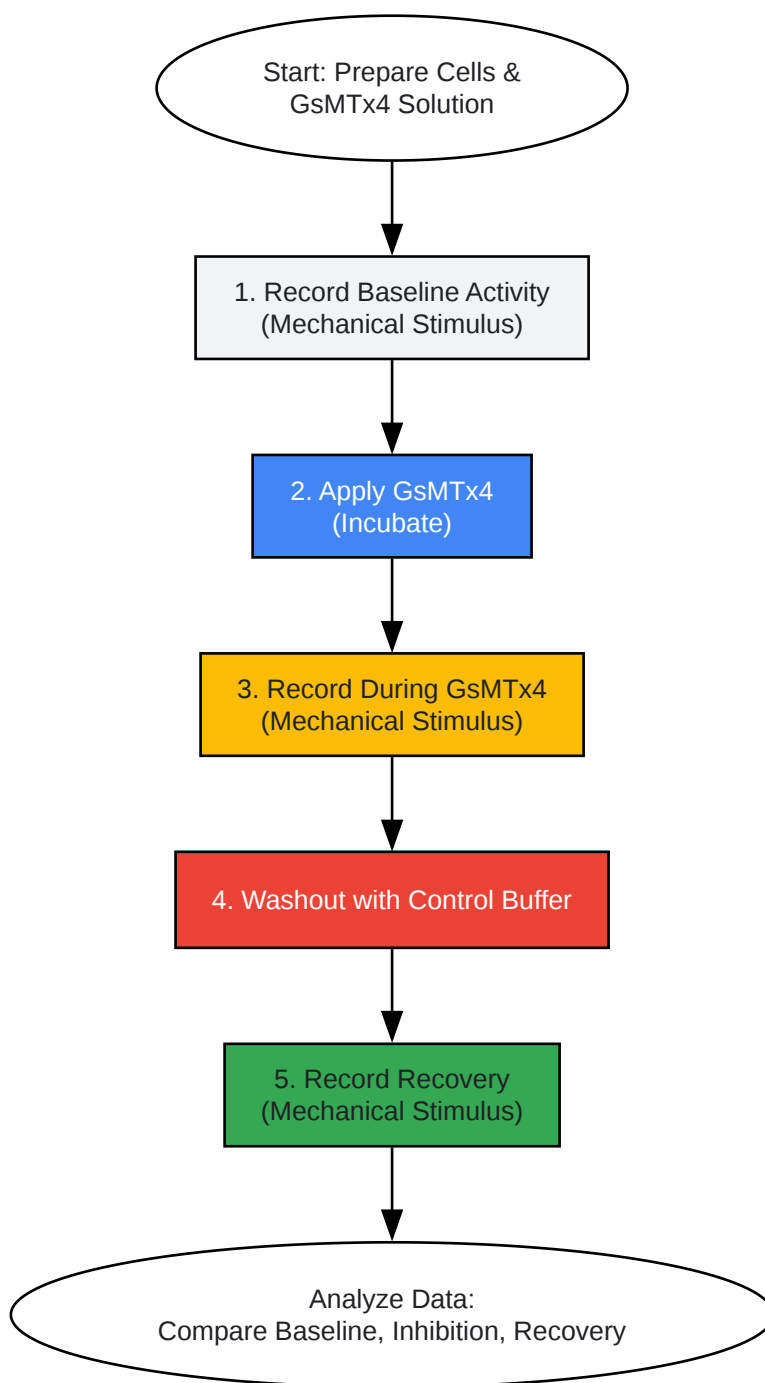 Start: Prepare Cells &
GsMTx4 Solution
1. Record Baseline Activity
(Mechanical Stimulus)
2. Apply GsMTx4
(Incubate)
3. Record During GsMTx4
(Mechanical Stimulus)
4. Washout with Control Buffer
5. Record Recovery
(Mechanical Stimulus)
Analyze Data:
Compare Baseline, Inhibition, Recovery